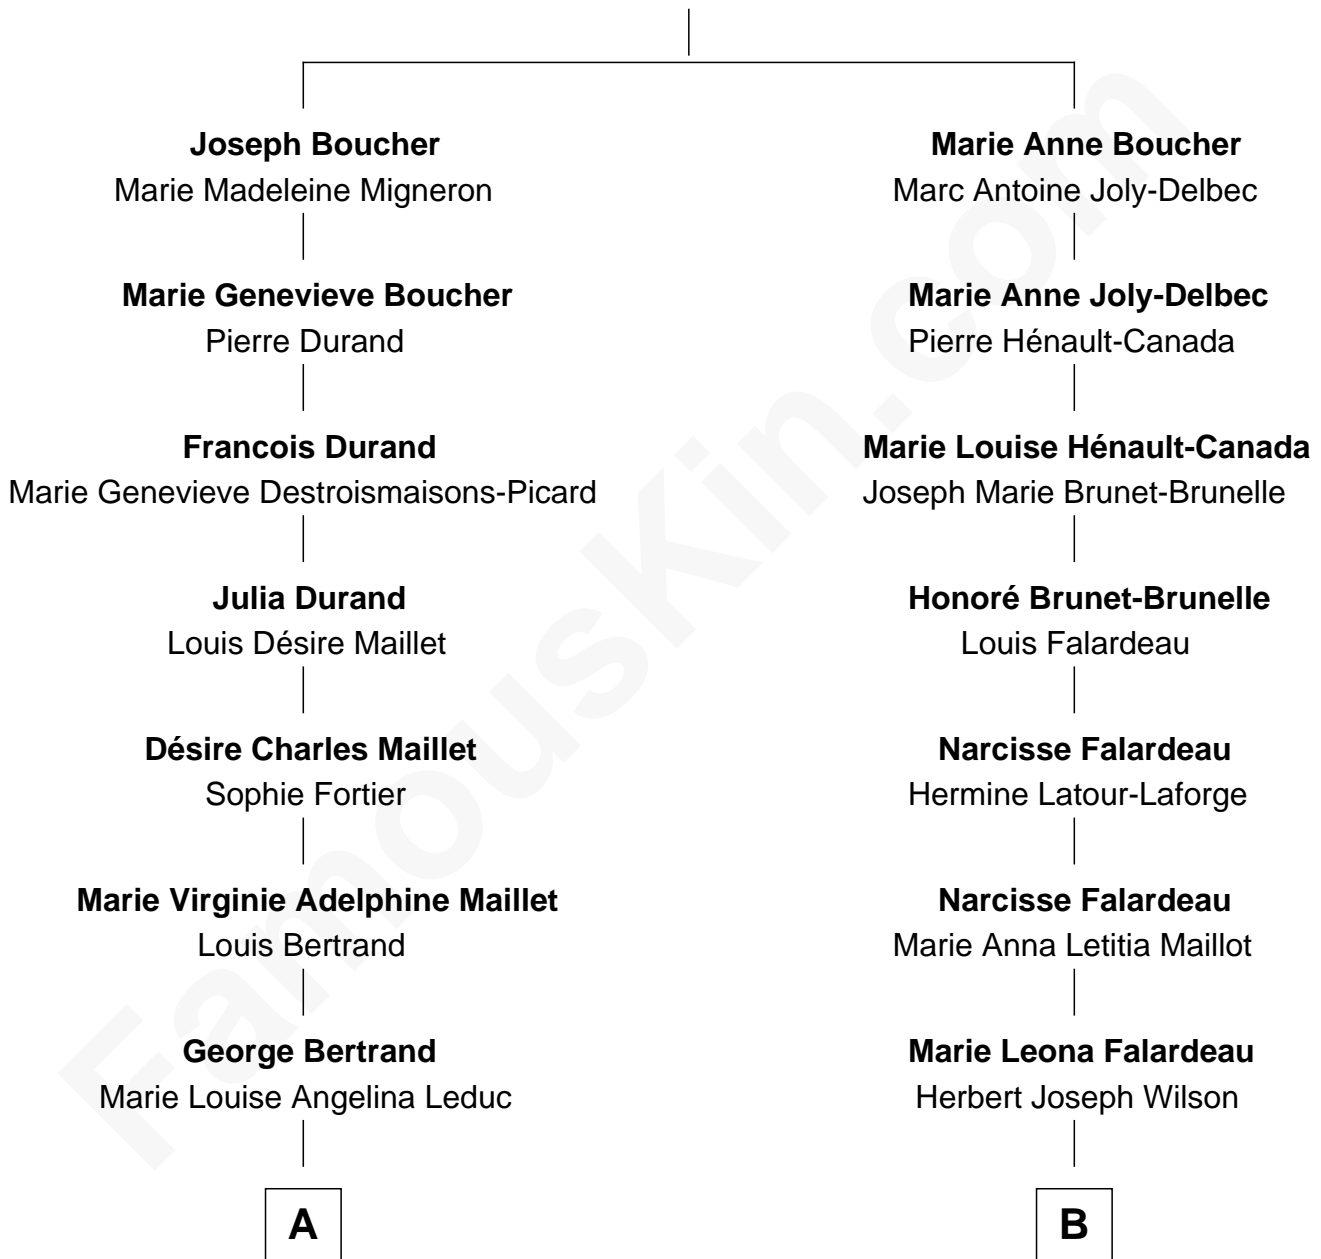 Joseph Boucher
Marie Madeleine Migneron
Marie Genevieve Boucher
Pierre Durand
Francois Durand
Marie Genevieve Destroismaisons-Picard
Julia Durand
Louis Désire Maillet
Désire Charles Maillet
Sophie Fortier
Marie Virginie Adelphine Maillet
Louis Bertrand
George Bertrand
Marie Louise Angelina Leduc
A
Marie Anne Boucher
Marc Antoine Joly-Delbec
Marie Anne Joly-Delbec
Pierre Hénault-Canada
Marie Louise Hénault-Canada
Joseph Marie Brunet-Brunelle
Honoré Brunet-Brunelle
Louis Falardeau
Narcisse Falardeau
Hermine Latour-Laforge
Narcisse Falardeau
Marie Anna Letitia Maillot
Marie Leona Falardeau
Herbert Joseph Wilson
B
FamousKin.com